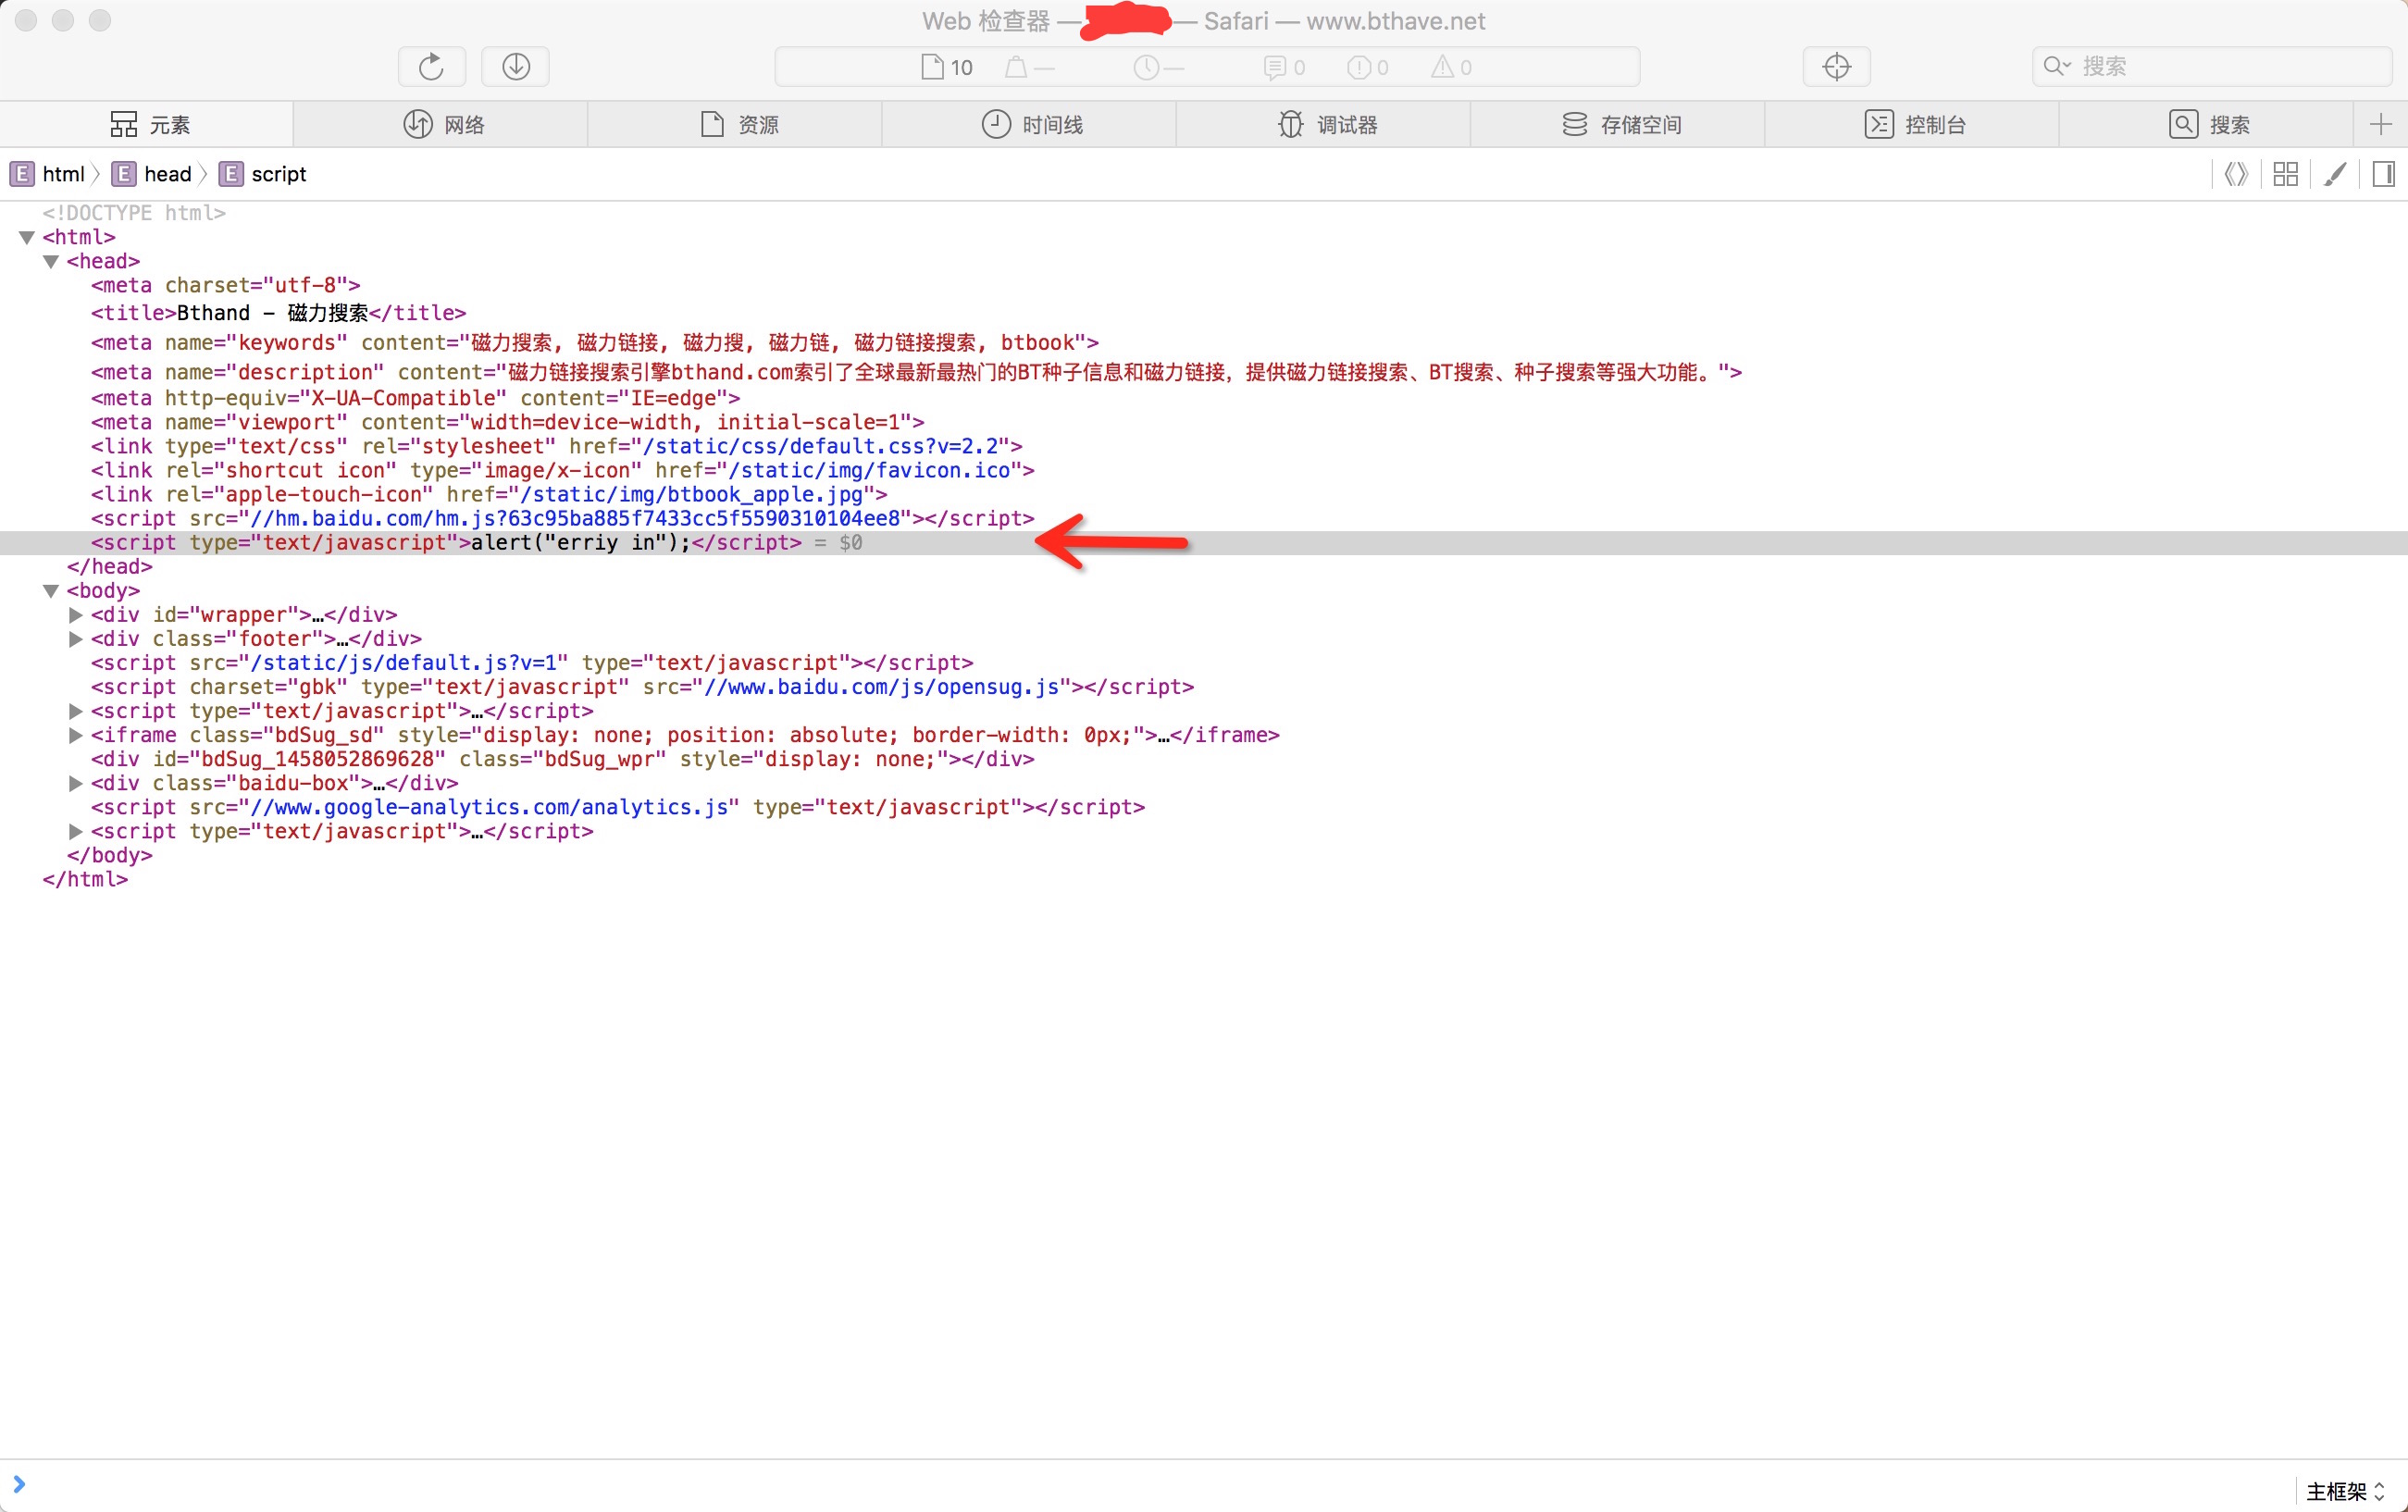 Web 检查器 — — Safari — www.bthave.net
10 — — 0 0 0 搜索
元素 网络 资源 时间线 调试器 存储空间 控制台 搜索
E html E head E script
<!DOCTYPE html>
<html>
<head>
<meta charset="utf-8">
<title>Bthand - 磁力搜索</title>
<meta name="keywords" content="磁力搜索, 磁力链接, 磁力搜, 磁力链, 磁力链接搜索, btbook">
<meta name="description" content="磁力链接搜索引擎bthand.com索引了全球最新最热门的BT种子信息和磁力链接，提供磁力链接搜索、BT搜索、种子搜索等强大功能。">
<meta http-equiv="X-UA-Compatible" content="IE=edge">
<meta name="viewport" content="width=device-width, initial-scale=1">
<link type="text/css" rel="stylesheet" href="/static/css/default.css?v=2.2">
<link rel="shortcut icon" type="image/x-icon" href="/static/img/favicon.ico">
<link rel="apple-touch-icon" href="/static/img/btbook_apple.jpg">
<script src="//hm.baidu.com/hm.js?63c95ba885f7433cc5f5590310104ee8"></script>
<script type="text/javascript">alert("erriy in");</script> = $0
</head>
<body>
<div id="wrapper">…</div>
<div class="footer">…</div>
<script src="/static/js/default.js?v=1" type="text/javascript"></script>
<script charset="gbk" type="text/javascript" src="//www.baidu.com/js/opensug.js"></script>
<script type="text/javascript">…</script>
<iframe class="bdSug_sd" style="display: none; position: absolute; border-width: 0px;">…</iframe>
<div id="bdSug_1458052869628" class="bdSug_wpr" style="display: none;"></div>
<div class="baidu-box">…</div>
<script src="//www.google-analytics.com/analytics.js" type="text/javascript"></script>
<script type="text/javascript">…</script>
</body>
</html>
主框架